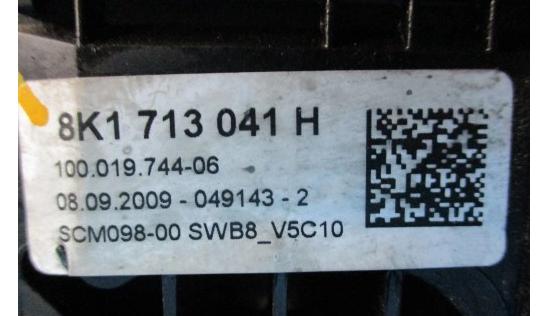 8K1 713 041 H
100.019.744-06
08.09.2009 - 049143 - 2
SCM098-00 SWB8_V5C10